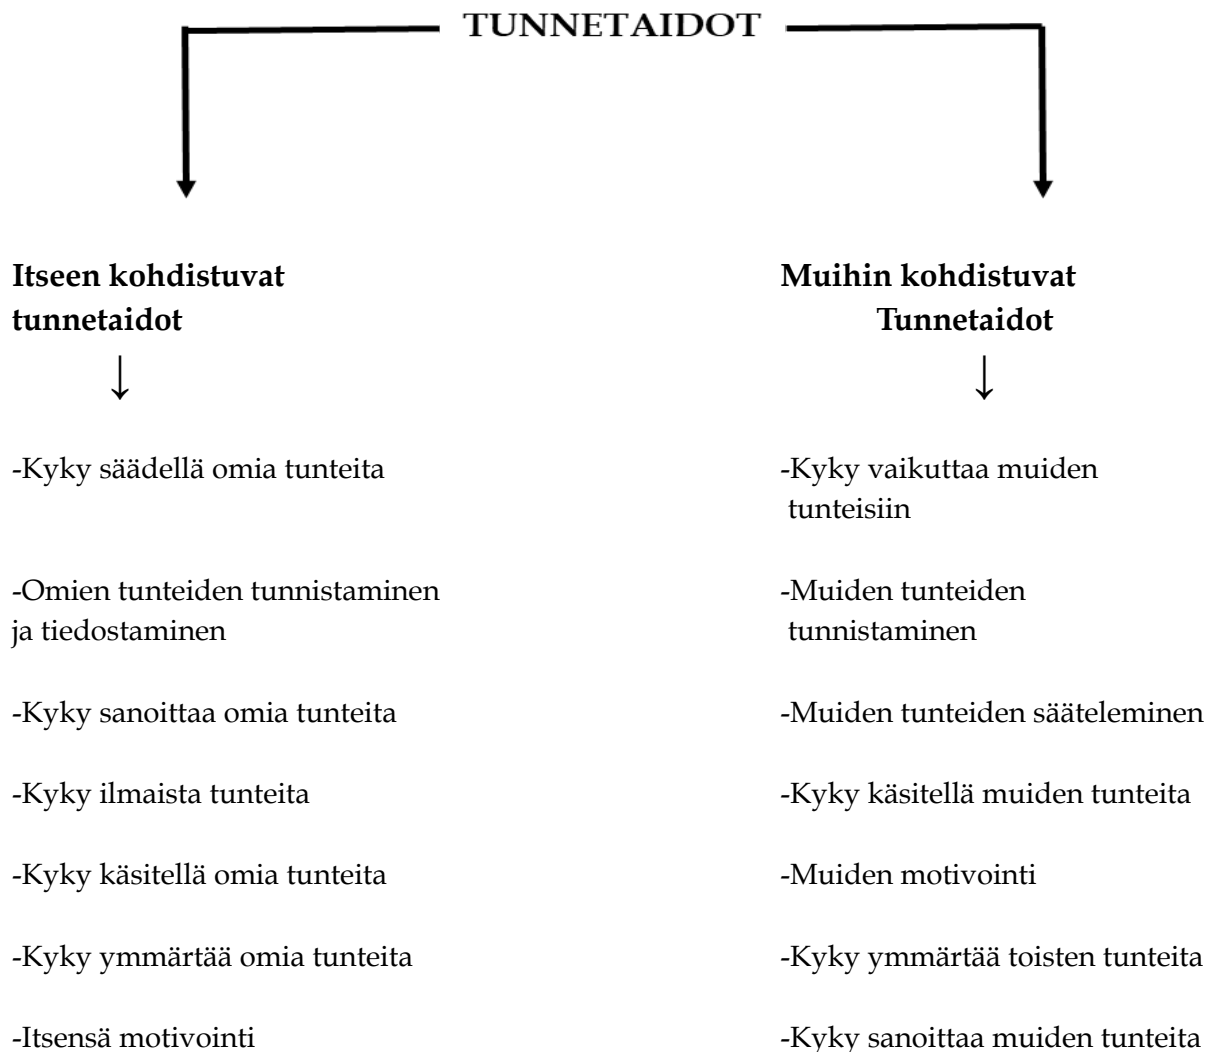 TUNNETAIDOT
Itseen kohdistuvat
tunnetaidot
↓
-Kyky säädellä omia tunteita
-Omien tunteiden tunnistaminen
ja tiedostaminen
-Kyky sanoittaa omia tunteita
-Kyky ilmaista tunteita
-Kyky käsitellä omia tunteita
-Kyky ymmärtää omia tunteita
-Itsensä motivointi
Muihin kohdistuvat
Tunnetaidot
↓
-Kyky vaikuttaa muiden
tunteisiin
-Muiden tunteiden
tunnistaminen
-Muiden tunteiden sääteleminen
-Kyky käsitellä muiden tunteita
-Muiden motivointi
-Kyky ymmärtää toisten tunteita
-Kyky sanoittaa muiden tunteita